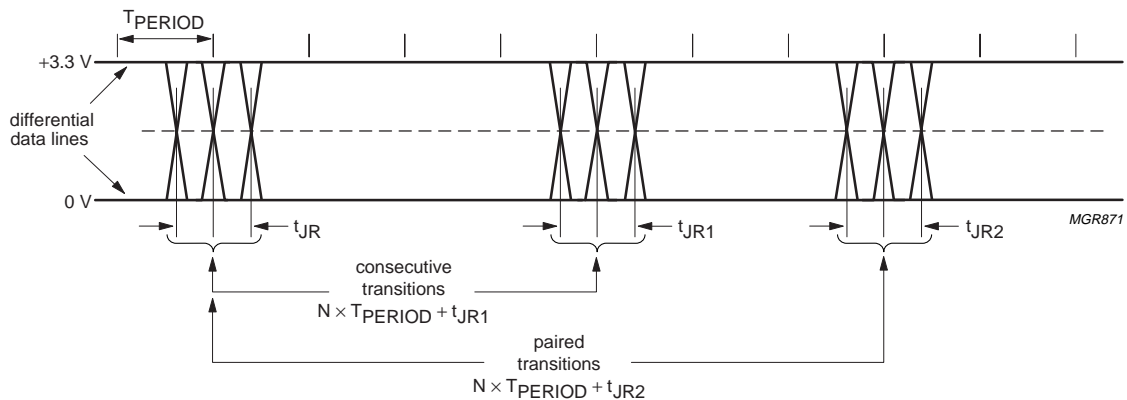 TPERIOD
+3.3 V
differential
data lines
0 V
tJR
tJR1
tJR2
MGR871
consecutive
transitions
N × TPERIOD + tJR1
paired
transitions
N × TPERIOD + tJR2